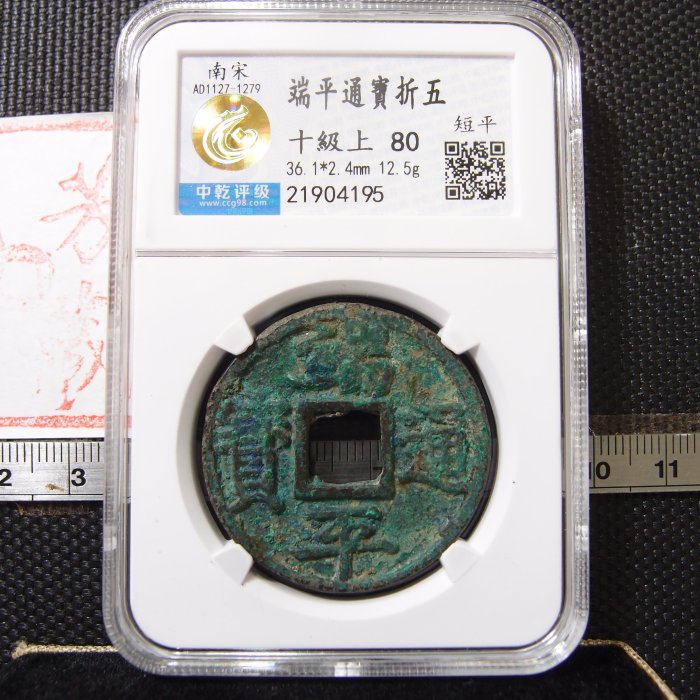 南宋
AD1127-1279
端平通寶折五
十級上 80
短平
36.1*2.4mm 12.5g
21904195
中乾评级
www.ccg98.com
端
通
寶
平
2 3
10 11